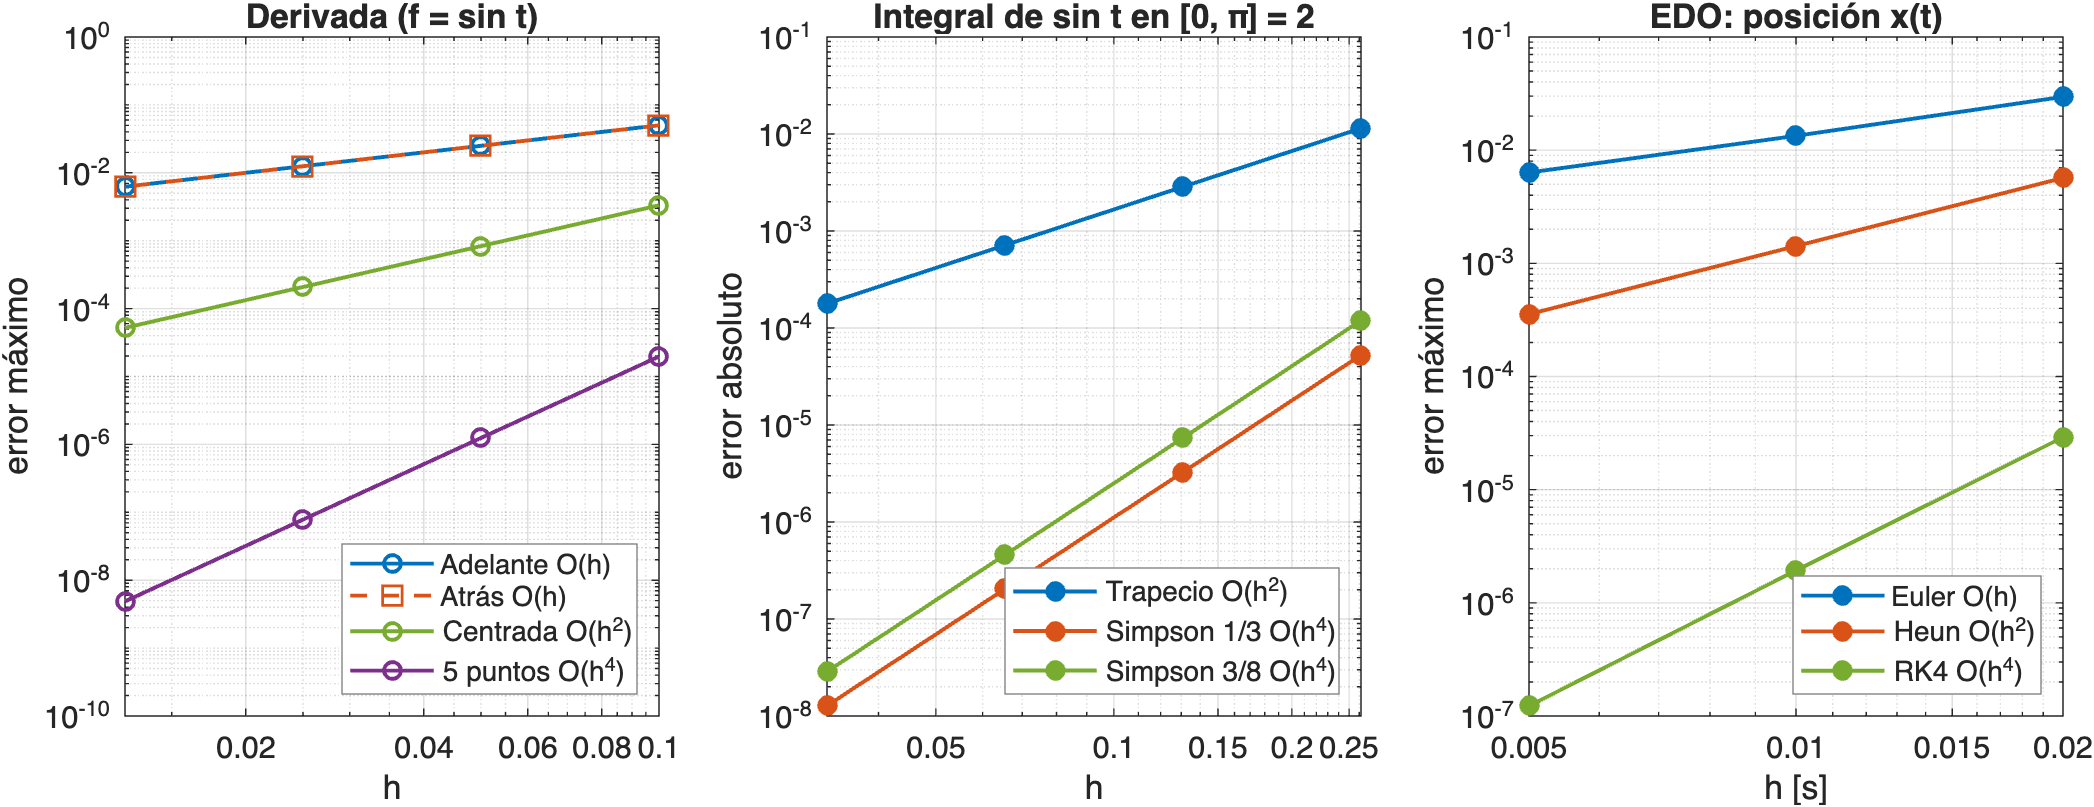 Derivada (f = sin t)
10^0
10^-2
10^-4
10^-6
10^-8
10^-10
error máximo
0.02 0.04 0.06 0.08 0.1
h
Adelante O(h)
Atrás O(h)
Centrada O(h^2)
5 puntos O(h^4)
Integral de sin t en [0, π] = 2
10^-1
10^-2
10^-3
10^-4
10^-5
10^-6
10^-7
10^-8
error absoluto
0.05 0.1 0.15 0.2 0.25
h
Trapecio O(h^2)
Simpson 1/3 O(h^4)
Simpson 3/8 O(h^4)
EDO: posición x(t)
10^-1
10^-2
10^-3
10^-4
10^-5
10^-6
10^-7
error máximo
0.005 0.01 0.015 0.02
h [s]
Euler O(h)
Heun O(h^2)
RK4 O(h^4)